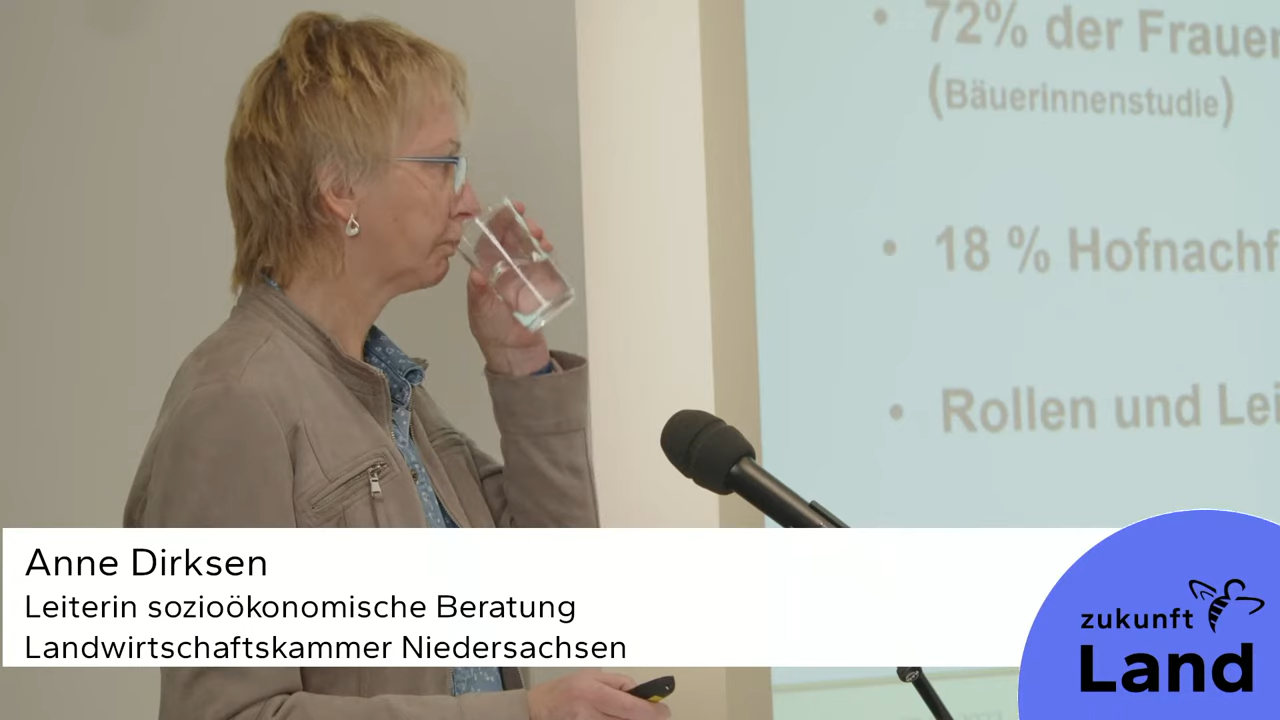 72% der Frauen
(Bäuerinnenstudie)
18 % Hofnachf
Rollen und Lei
Anne Dirksen
Leiterin sozioökonomische Beratung
Landwirtschaftskammer Niedersachsen
zukunft
Land